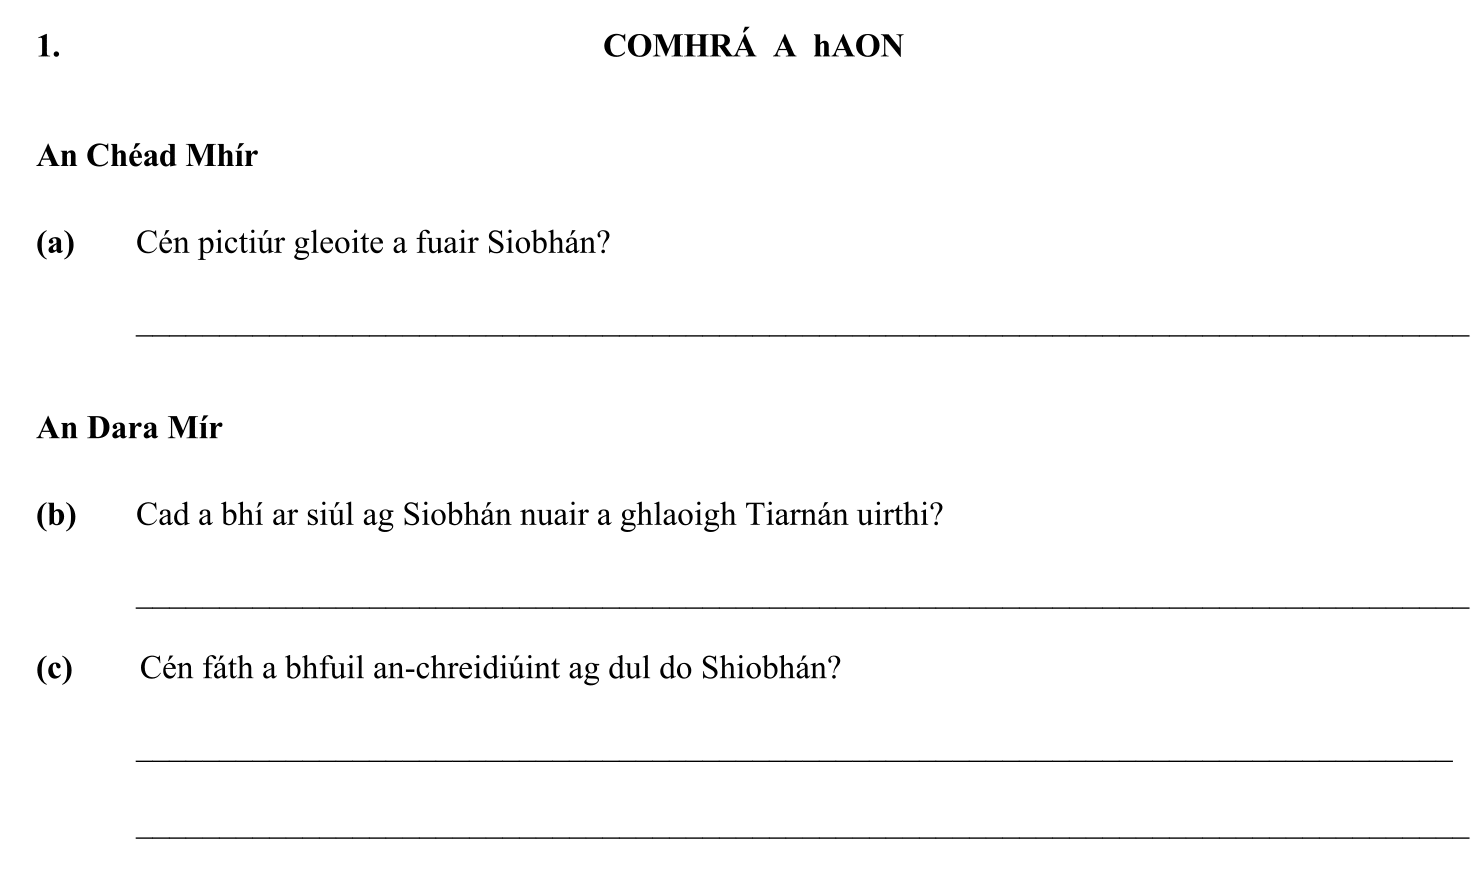 1. COMHRÁ A hAON
An Chéad Mhír
(a) Cén pictiúr gleoite a fuair Siobhán?
An Dara Mír
(b) Cad a bhí ar siúl ag Siobhán nuair a ghlaoigh Tiarnán uirthi?
(c) Cén fáth a bhfuil an-chreidiúint ag dul do Shiobhán?